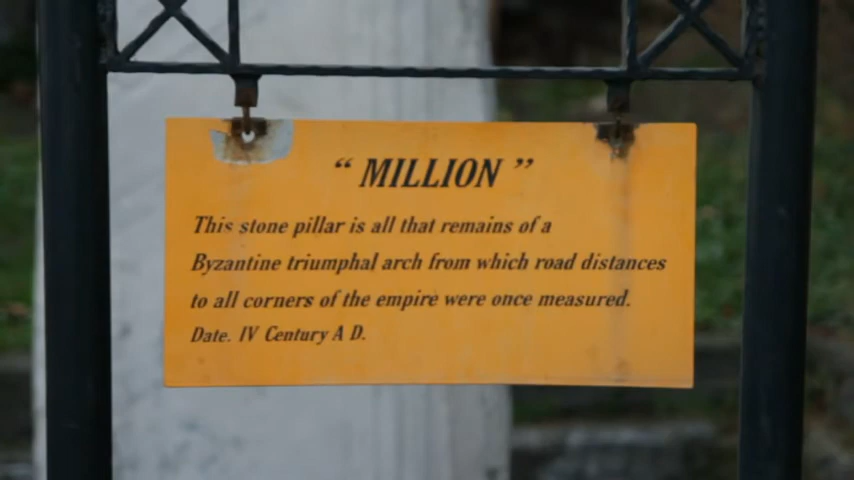 “ MILLION ”
This stone pillar is all that remains of a
Byzantine triumphal arch from which road distances
to all corners of the empire were once measured.
Date. IV Century A D.